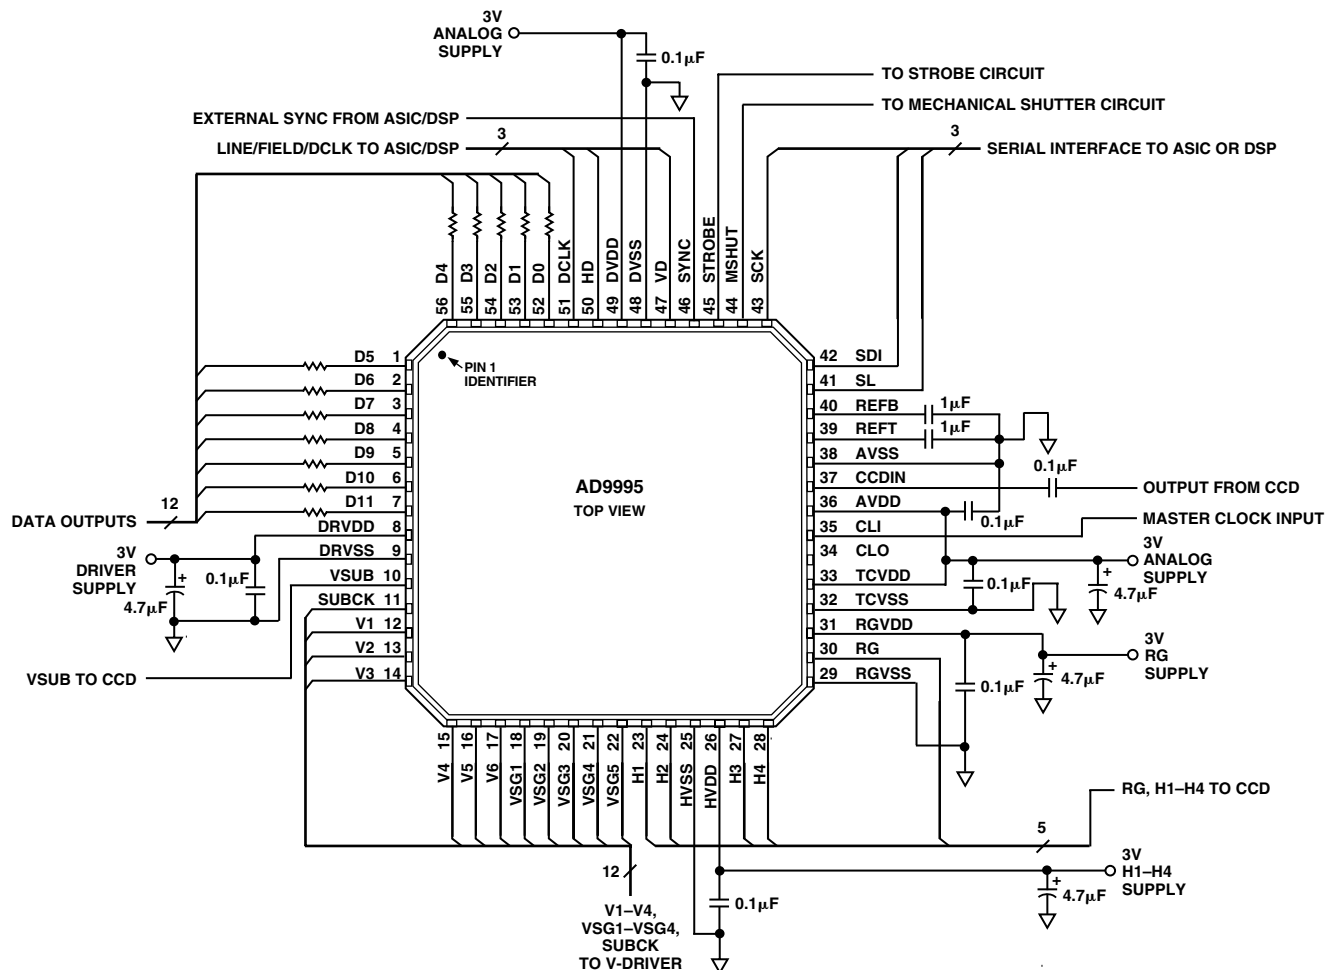 3V
ANALOG
SUPPLY
0.1µF
TO STROBE CIRCUIT
TO MECHANICAL SHUTTER CIRCUIT
EXTERNAL SYNC FROM ASIC/DSP
3
LINE/FIELD/DCLK TO ASIC/DSP
3
SERIAL INTERFACE TO ASIC OR DSP
56 D4
55 D3
54 D2
53 D1
52 D0
51 DCLK
50 HD
49 DVDD
48 DVSS
47 VD
46 SYNC
45 STROBE
44 MSHUT
43 SCK
D5 1
D6 2
D7 3
D8 4
D9 5
D10 6
D11 7
DRVDD 8
DRVSS 9
VSUB 10
SUBCK 11
V1 12
V2 13
V3 14
PIN 1
IDENTIFIER
AD9995
TOP VIEW
42 SDI
41 SL
40 REFB
39 REFT
38 AVSS
37 CCDIN
36 AVDD
35 CLI
34 CLO
33 TCVDD
32 TCVSS
31 RGVDD
30 RG
29 RGVSS
1µF
1µF
0.1µF
OUTPUT FROM CCD
0.1µF
MASTER CLOCK INPUT
3V
ANALOG
SUPPLY
0.1µF
+
4.7µF
3V
RG
SUPPLY
0.1µF
+
4.7µF
12
DATA OUTPUTS
3V
DRIVER
SUPPLY
+
4.7µF
0.1µF
VSUB TO CCD
V4 15
V5 16
V6 17
VSG1 18
VSG2 19
VSG3 20
VSG4 21
VSG5 22
H1 23
H2 24
HVSS 25
HVDD 26
H3 27
H4 28
RG, H1–H4 TO CCD
5
12
V1–V4,
VSG1–VSG4,
SUBCK
TO V-DRIVER
0.1µF
3V
H1–H4
SUPPLY
+
4.7µF